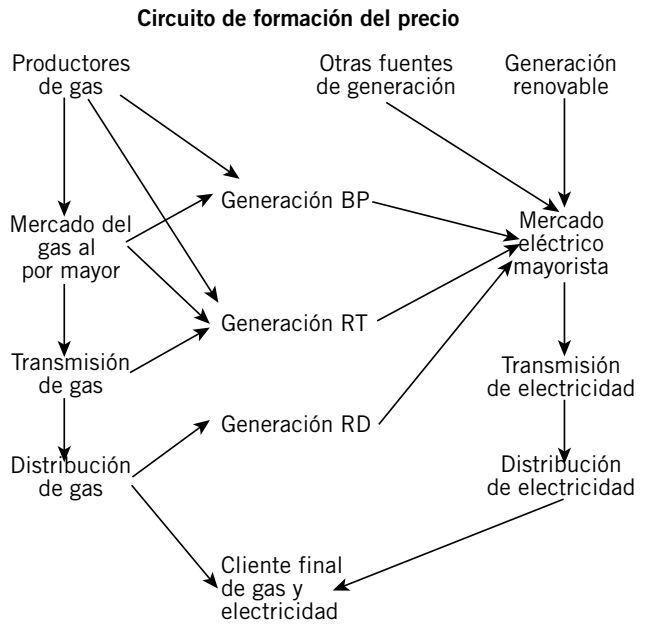 Circuito de formación del precio
Productores
de gas
Otras fuentes
de generación
Generación
renovable
Generación BP
Mercado del
gas al
por mayor
Mercado
eléctrico
mayorista
Generación RT
Transmisión
de gas
Transmisión
de electricidad
Generación RD
Distribución
de gas
Distribución
de electricidad
Cliente final
de gas y
electricidad